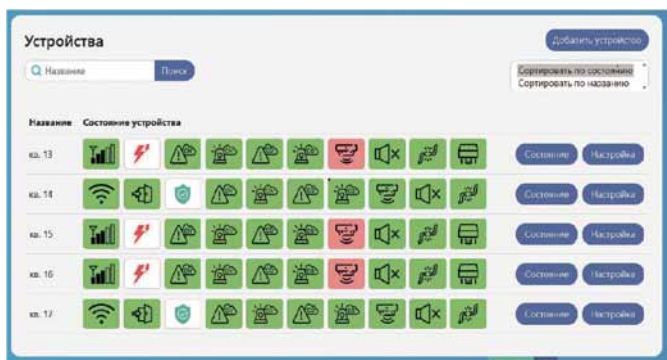 Устройства
Добавить устройство
Название
Поиск
Сортировать по состоянию
Сортировать по названию
Название Состояние устройства
кв. 13 Состояние Настройка
кв. 14 Состояние Настройка
кв. 15 Состояние Настройка
кв. 16 Состояние Настройка
кв. 17 Состояние Настройка